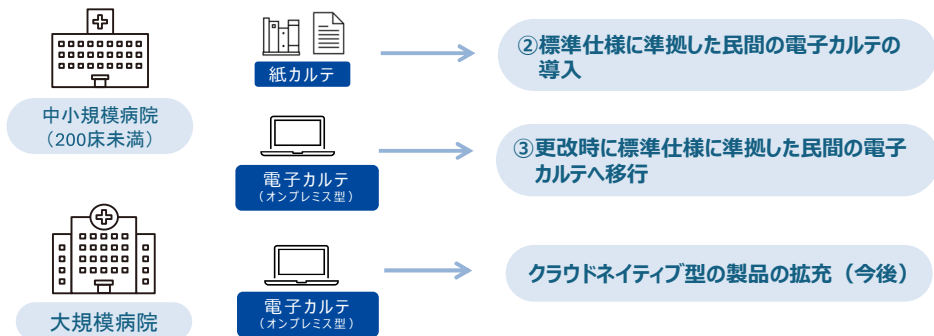 中小規模病院
（200床未満）
紙カルテ
②標準仕様に準拠した民間の電子カルテの
導入
電子カルテ
（オンプレミス型）
③更改時に標準仕様に準拠した民間の電子
カルテへ移行
大規模病院
電子カルテ
（オンプレミス型）
クラウドネイティブ型の製品の拡充（今後）